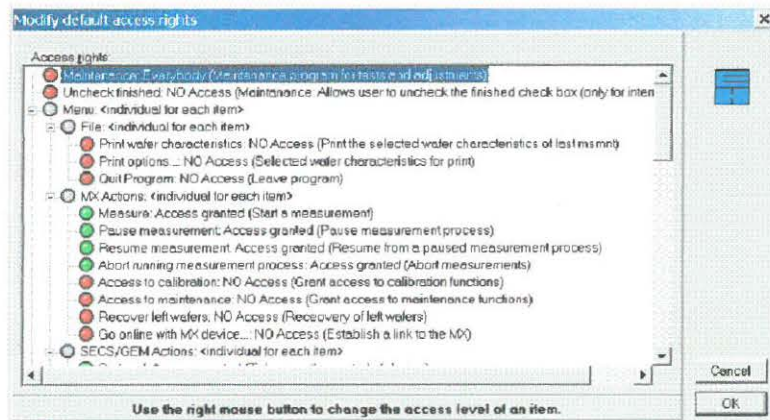 Modify default access rights
Access rights:
Maintenance: Everybody (Maintenance program for tests and adjustments)
Uncheck finished: NO Access (Maintenance: Allows user to uncheck the finished check box (only for inten
Menu: <individual for each item>
File: <individual for each item>
Print wafer characteristics: NO Access (Print the selected wafer characteristics of last msmnt)
Print options...: NO Access (Selected wafer characteristics for print)
Quit Program: NO Access (Leave program)
MX Actions: <individual for each item>
Measure: Access granted (Start a measurement)
Pause measurement: Access granted (Pause measurement process)
Resume measurement: Access granted (Resume from a paused measurement process)
Abort running measurement process: Access granted (Abort measurements)
Access to calibration: NO Access (Grant access to calibration functions)
Access to maintenance: NO Access (Grant access to maintenance functions)
Recover left wafers: NO Access (Receovery of left wafers)
Go online with MX device...: NO Access (Establish a link to the MX)
SECS/GEM Actions: <individual for each item>
Cancel
Use the right mouse button to change the access level of an item.
OK